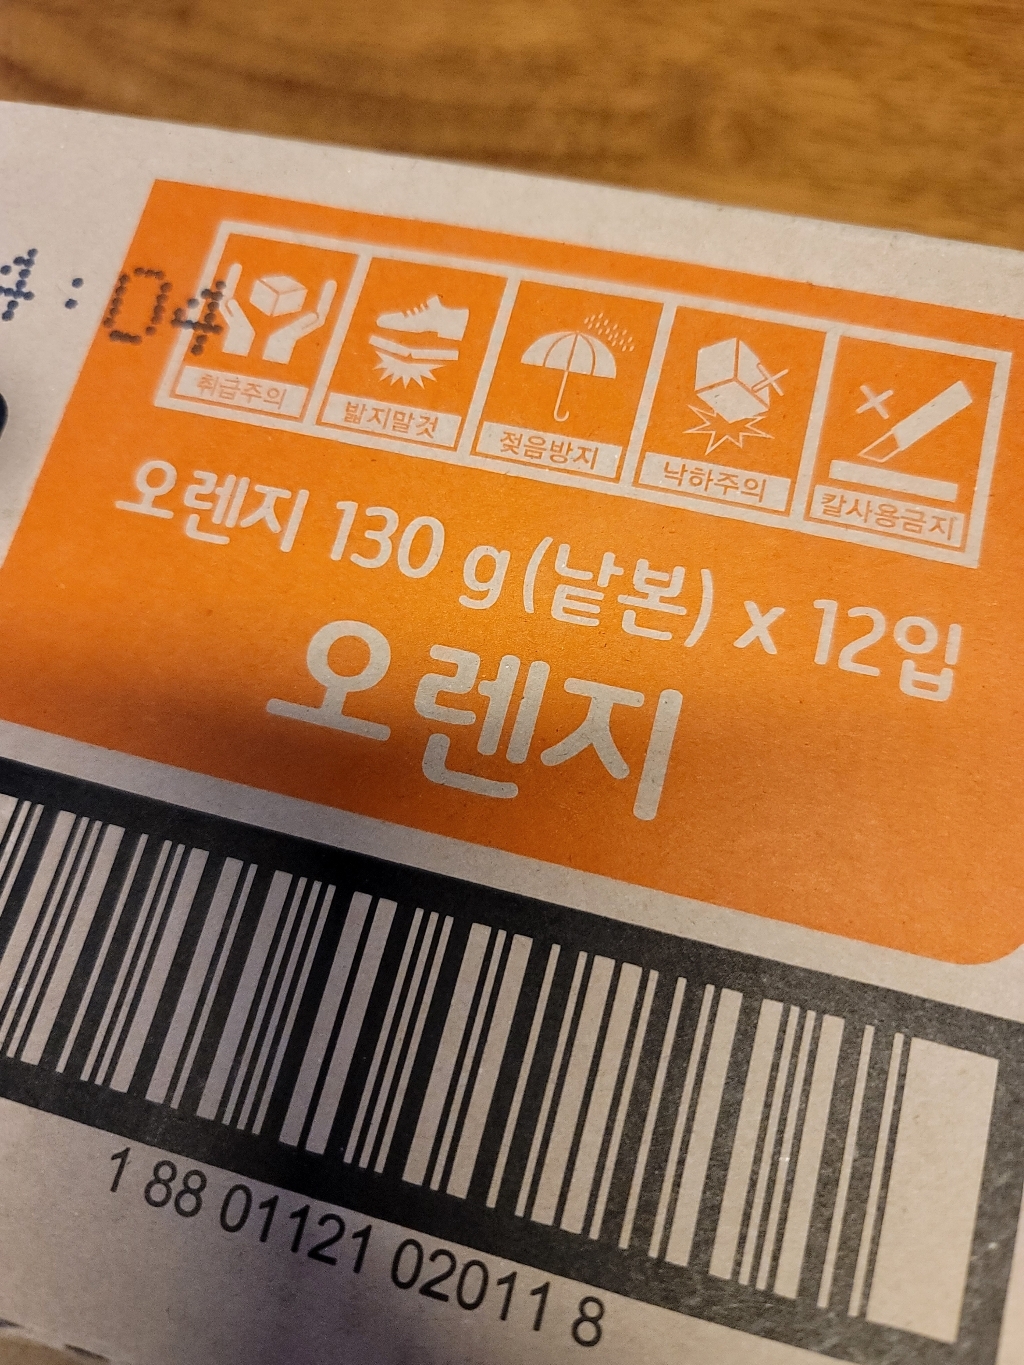 4:04
취급주의 밟지말것 젖음방지 낙하주의 칼사용금지
오렌지 130 g(낱본) x 12입
오렌지
1 88 01121 02011 8